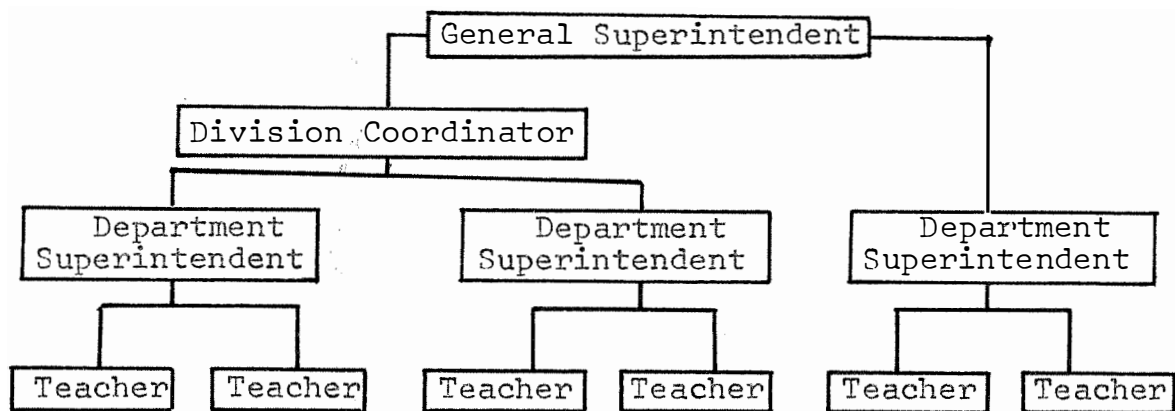 General Superintendent
Division Coordinator
Department
Superintendent
Department
Superintendent
Department
Superintendent
Teacher
Teacher
Teacher
Teacher
Teacher
Teacher